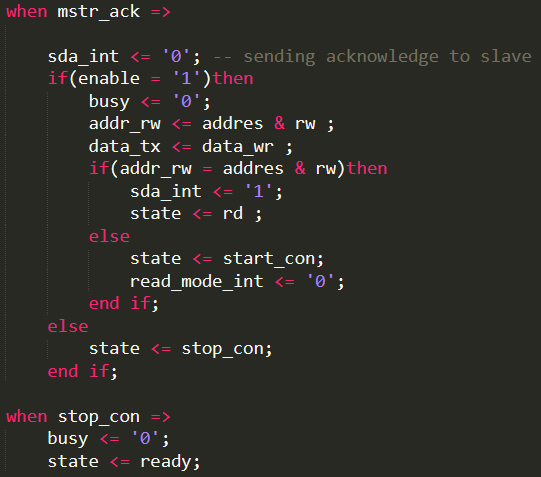 when mstr_ack =>
sda_int <= '0'; -- sending acknowledge to slave
if(enable = '1')then
busy <= '0';
addr_rw <= addres & rw ;
data_tx <= data_wr ;
if(addr_rw = addres & rw)then
sda_int <= '1';
state <= rd ;
else
state <= start_con;
read_mode_int <= '0';
end if;
else
state <= stop_con;
end if;
when stop_con =>
busy <= '0';
state <= ready;